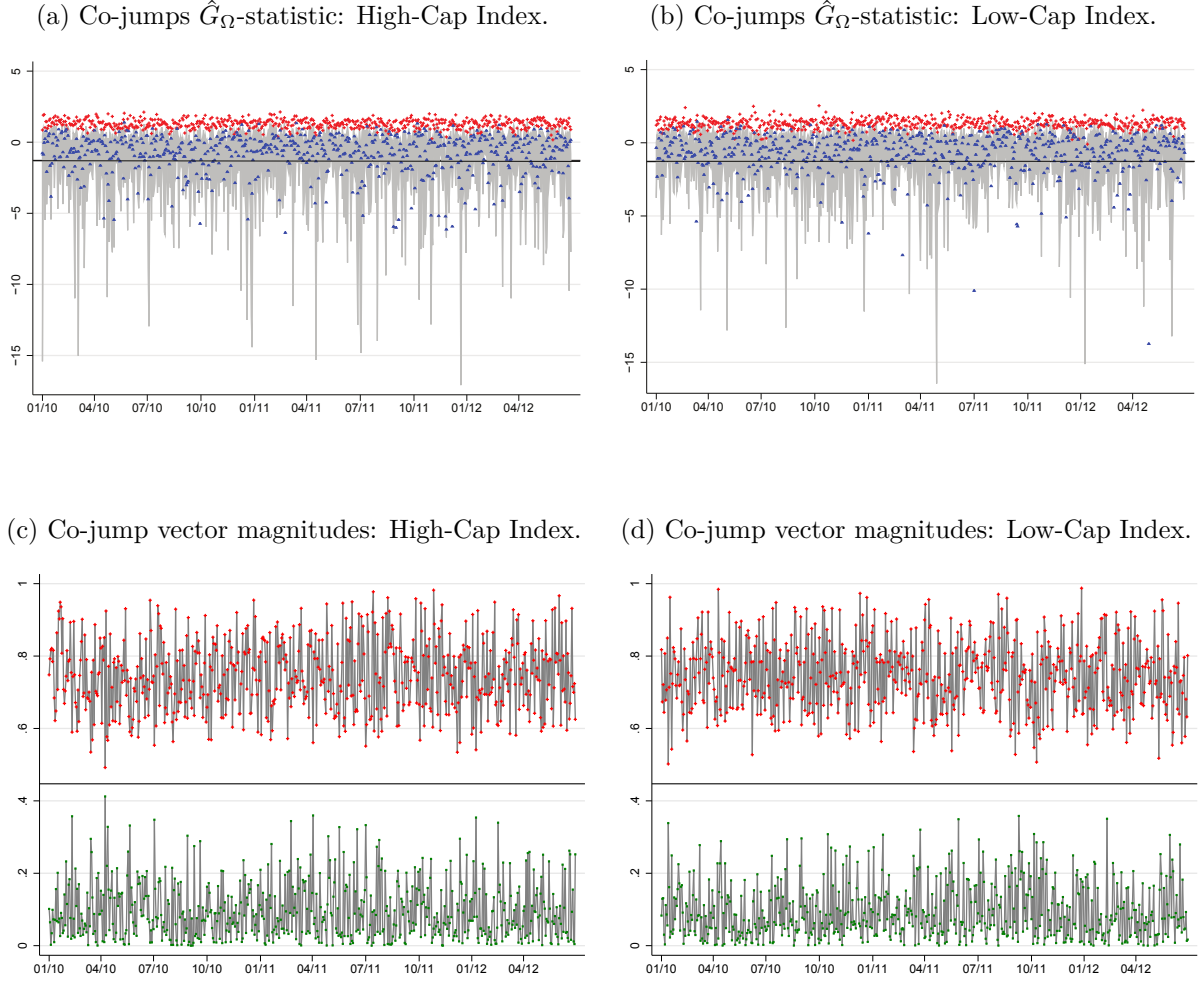 (a) Co-jumps $\hat{G}_\Omega$-statistic: High-Cap Index.
(b) Co-jumps $\hat{G}_\Omega$-statistic: Low-Cap Index.
5
0
−5
−10
−15
01/10 04/10 07/10 10/10 01/11 04/11 07/11 10/11 01/12 04/12
5
0
−5
−10
−15
01/10 04/10 07/10 10/10 01/11 04/11 07/11 10/11 01/12 04/12
(c) Co-jump vector magnitudes: High-Cap Index.
(d) Co-jump vector magnitudes: Low-Cap Index.
1
.8
.6
.4
.2
0
01/10 04/10 07/10 10/10 01/11 04/11 07/11 10/11 01/12 04/12
1
.8
.6
.4
.2
0
01/10 04/10 07/10 10/10 01/11 04/11 07/11 10/11 01/12 04/12